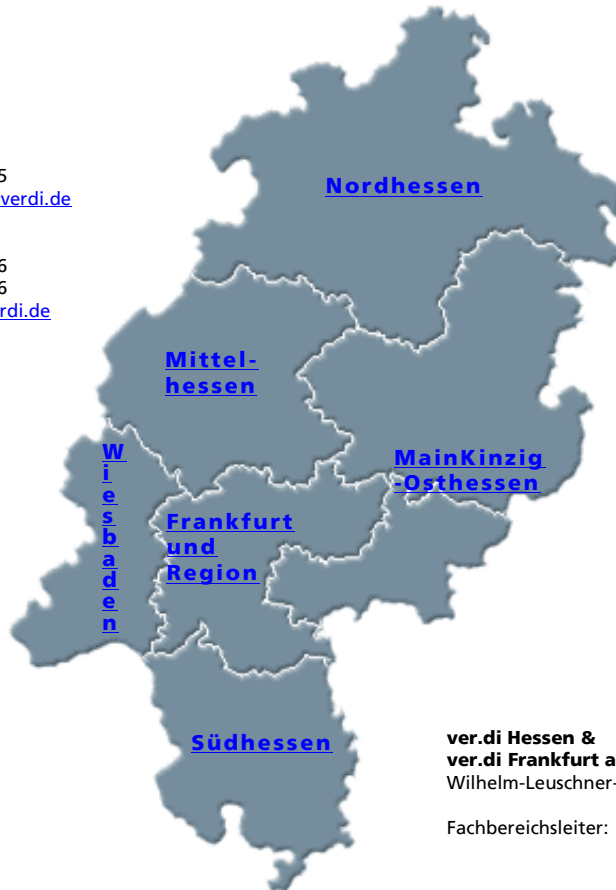 5
verdi.de
6
6
rdi.de
Nordhessen
Mittel-
hessen
Wiesbaden
MainKinzig
-Osthessen
Frankfurt
und
Region
Südhessen
ver.di Hessen &
ver.di Frankfurt a
Wilhelm-Leuschner-
Fachbereichsleiter: